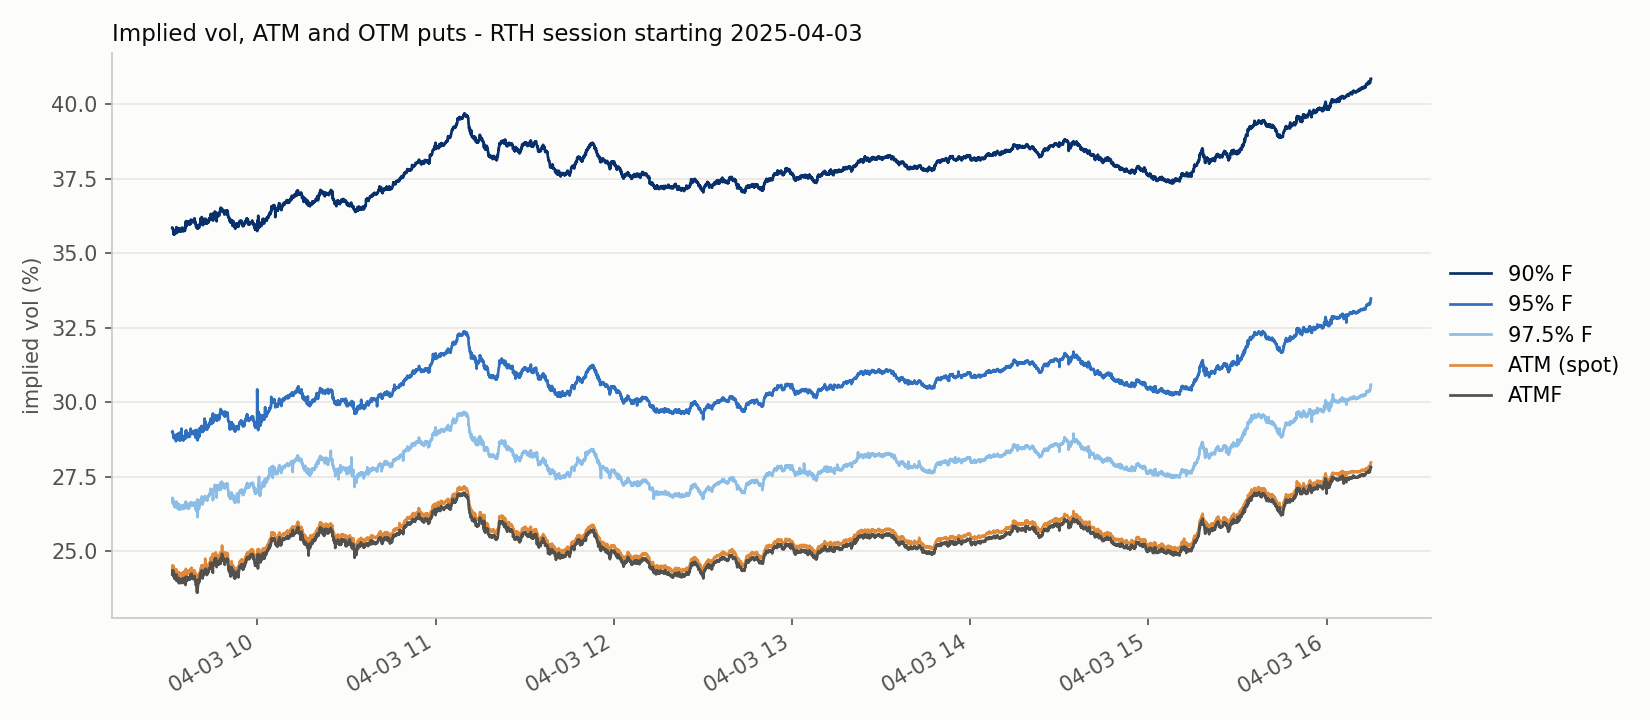 Implied vol, ATM and OTM puts - RTH session starting 2025-04-03
implied vol (%)
40.0
37.5
35.0
32.5
30.0
27.5
25.0
04-03 10
04-03 11
04-03 12
04-03 13
04-03 14
04-03 15
04-03 16
90% F
95% F
97.5% F
ATM (spot)
ATMF